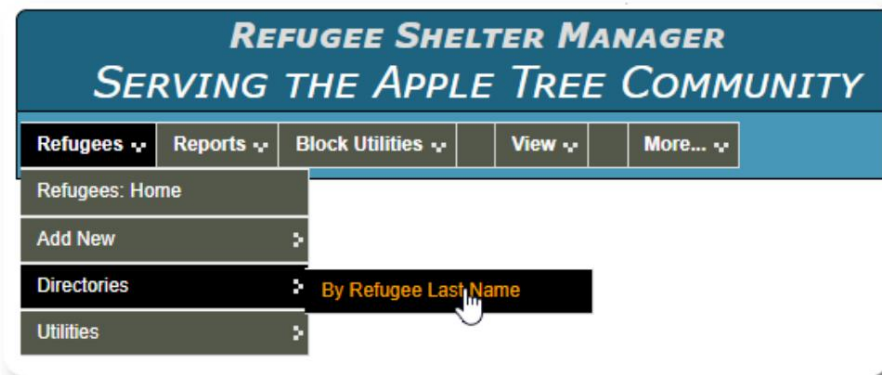 REFUGEE SHELTER MANAGER
SERVING THE APPLE TREE COMMUNITY
Refugees Reports Block Utilities View More...
Refugees: Home
Add New
Directories By Refugee Last Name
Utilities